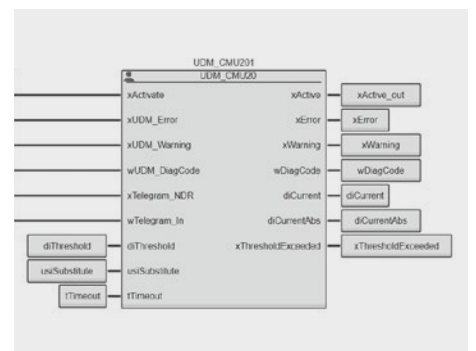 UDM_CMU201
UDM_CMU20
xActivate xActive xActive_out
xUDM_Error xError xError
xUDM_Warning xWarning xWarning
wUDM_DiagCode wDiagCode wDiagCode
xTelegram_NDR diCurrent diCurrent
wTelegram_In diCurrentAbs diCurrentAbs
diThreshold diThreshold xThresholdExceeded xThresholdExceeded
usiSubstitute usiSubstitute
tTimeout tTimeout